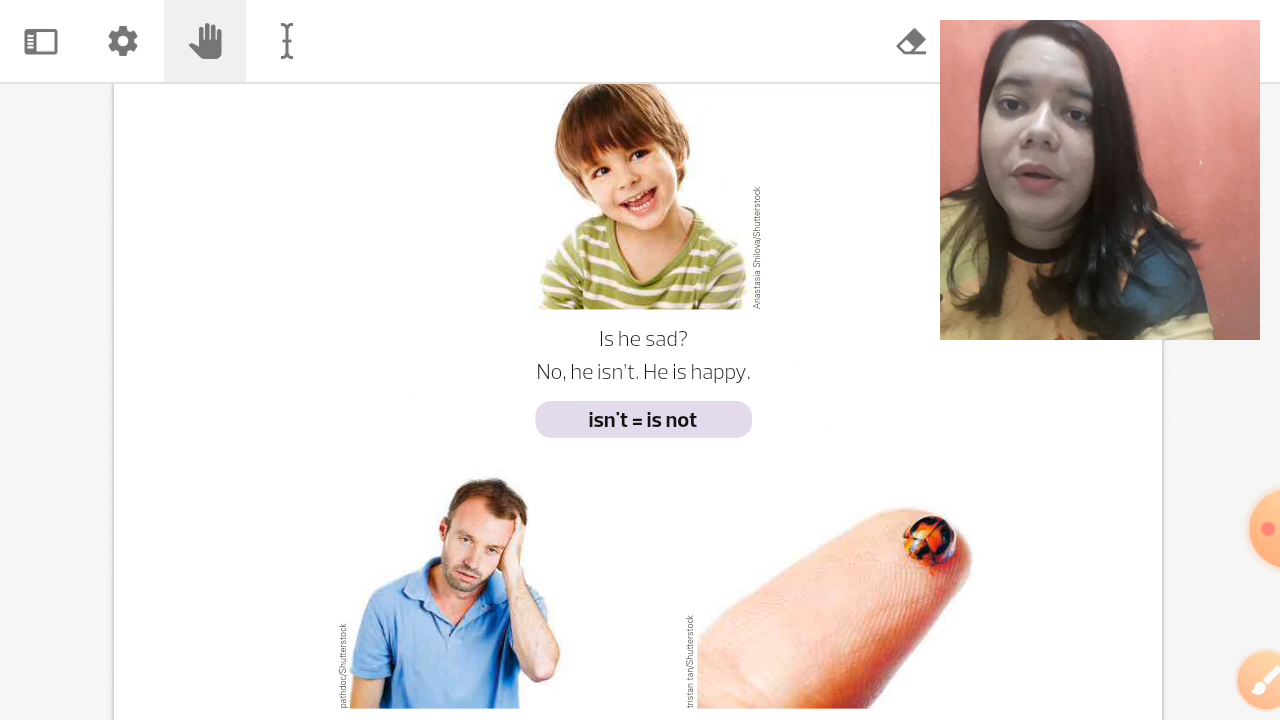 Anastasia Shilova/Shutterstock
Is he sad?
No, he isn't. He is happy.
isn't = is not
pathdoc/Shutterstock
tristan tan/Shutterstock